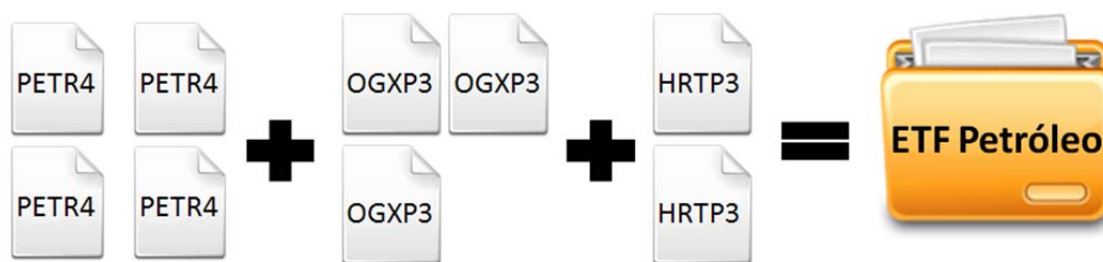 PETR4 PETR4 OGXP3 OGXP3 HRTP3
ETF Petróleo
PETR4 PETR4 OGXP3 HRTP3